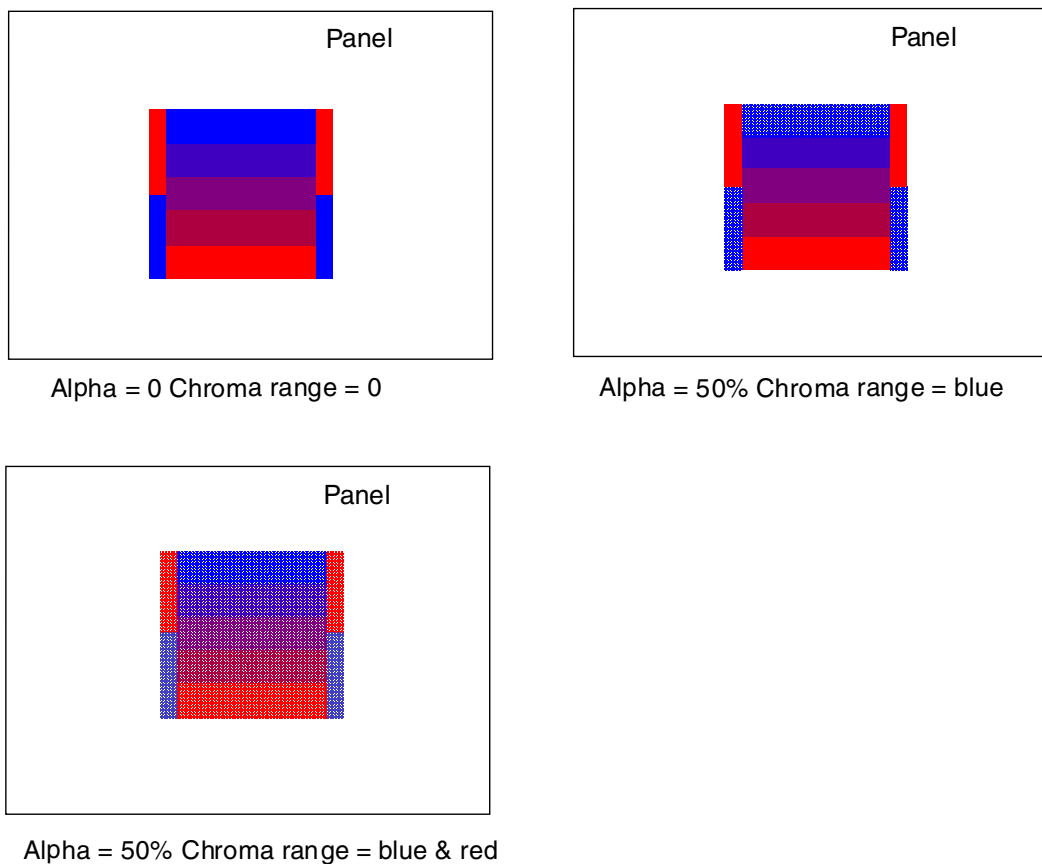 Panel
Panel
Alpha = 0 Chroma range = 0
Alpha = 50% Chroma range = blue
Panel
Alpha = 50% Chroma range = blue & red